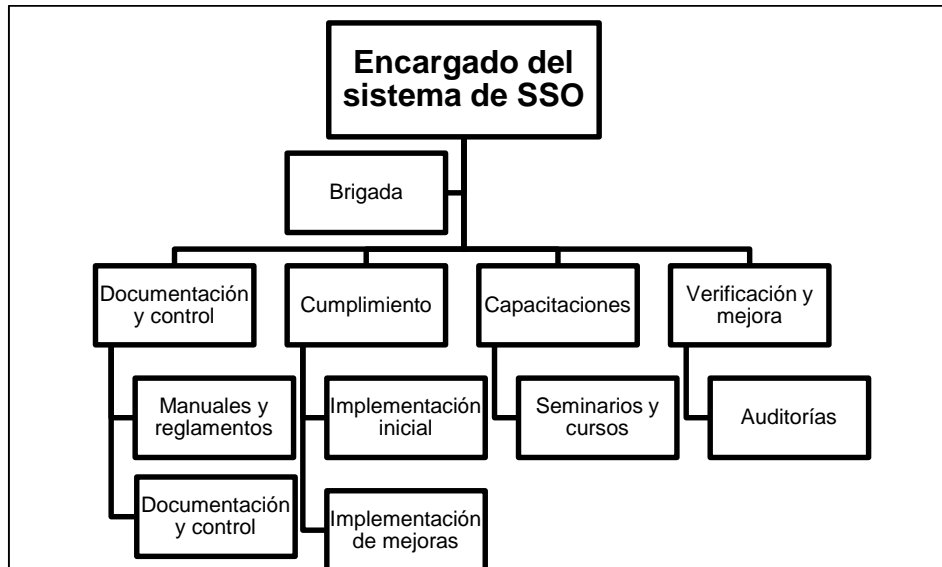 Encargado del
sistema de SSO
Brigada
Documentación
y control
Cumplimiento
Capacitaciones
Verificación y
mejora
Manuales y
reglamentos
Implementación
inicial
Seminarios y
cursos
Auditorías
Documentación
y control
Implementación
de mejoras